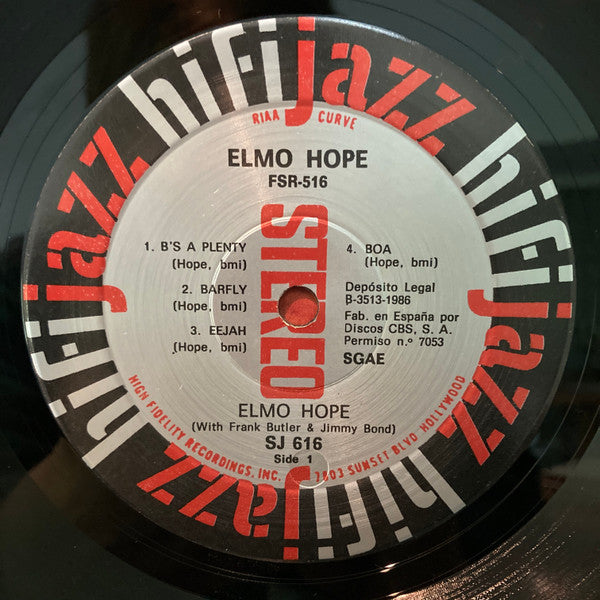 hifijazz hifijazz hifijazz hifijazz
RIAA CURVE
ELMO HOPE
FSR-516
STEREO
1. B'S A PLENTY
(Hope, bmi)
2. BARFLY
(Hope, bmi)
3. EEJAH
(Hope, bmi)
4. BOA
(Hope, bmi)
Depósito Legal
B-3513-1986
Fab. en España por
Discos CBS, S. A.
Permiso n.º 7053
SGAE
ELMO HOPE
(With Frank Butler & Jimmy Bond)
SJ 616
Side 1
HIGH FIDELITY RECORDINGS, INC. 7803 SUNSET BLVD HOLLYWOOD